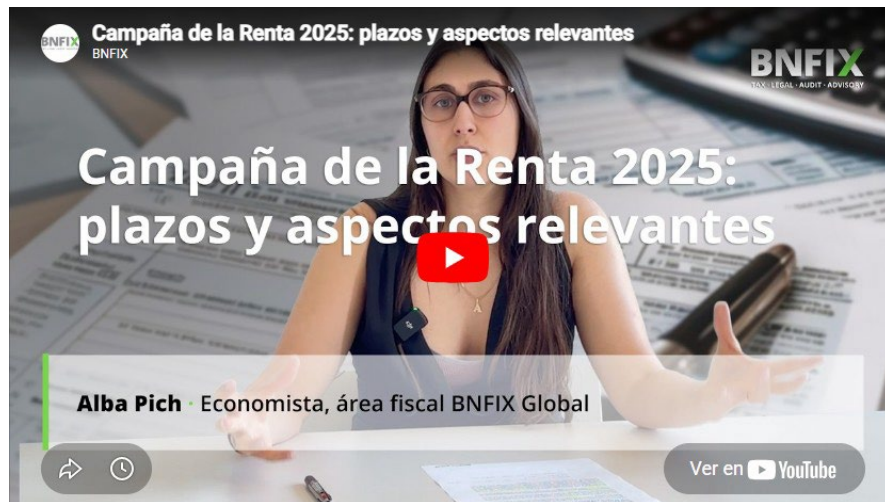 Campaña de la Renta 2025: plazos y aspectos relevantes
BNFIX
BNFIX
BNFIX
TAX · LEGAL · AUDIT · ADVISORY
Campaña de la Renta 2025:
plazos y aspectos relevantes
A
Alba Pich · Economista, área fiscal BNFIX Global
Ver en YouTube